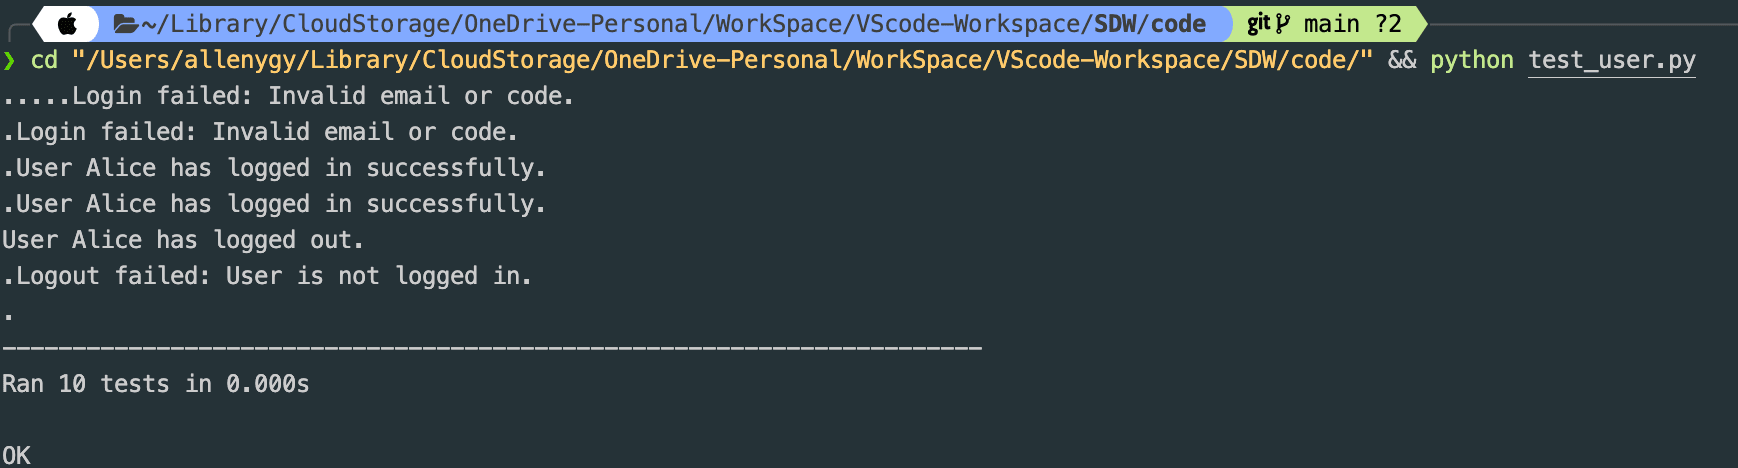 ~/Library/CloudStorage/OneDrive-Personal/WorkSpace/VScode-Workspace/SDW/code git main ?2
❯ cd "/Users/allenygy/Library/CloudStorage/OneDrive-Personal/WorkSpace/VScode-Workspace/SDW/code/" && python test_user.py
.....Login failed: Invalid email or code.
.Login failed: Invalid email or code.
.User Alice has logged in successfully.
.User Alice has logged in successfully.
User Alice has logged out.
.Logout failed: User is not logged in.
.
----------------------------------------------------------------------
Ran 10 tests in 0.000s
OK